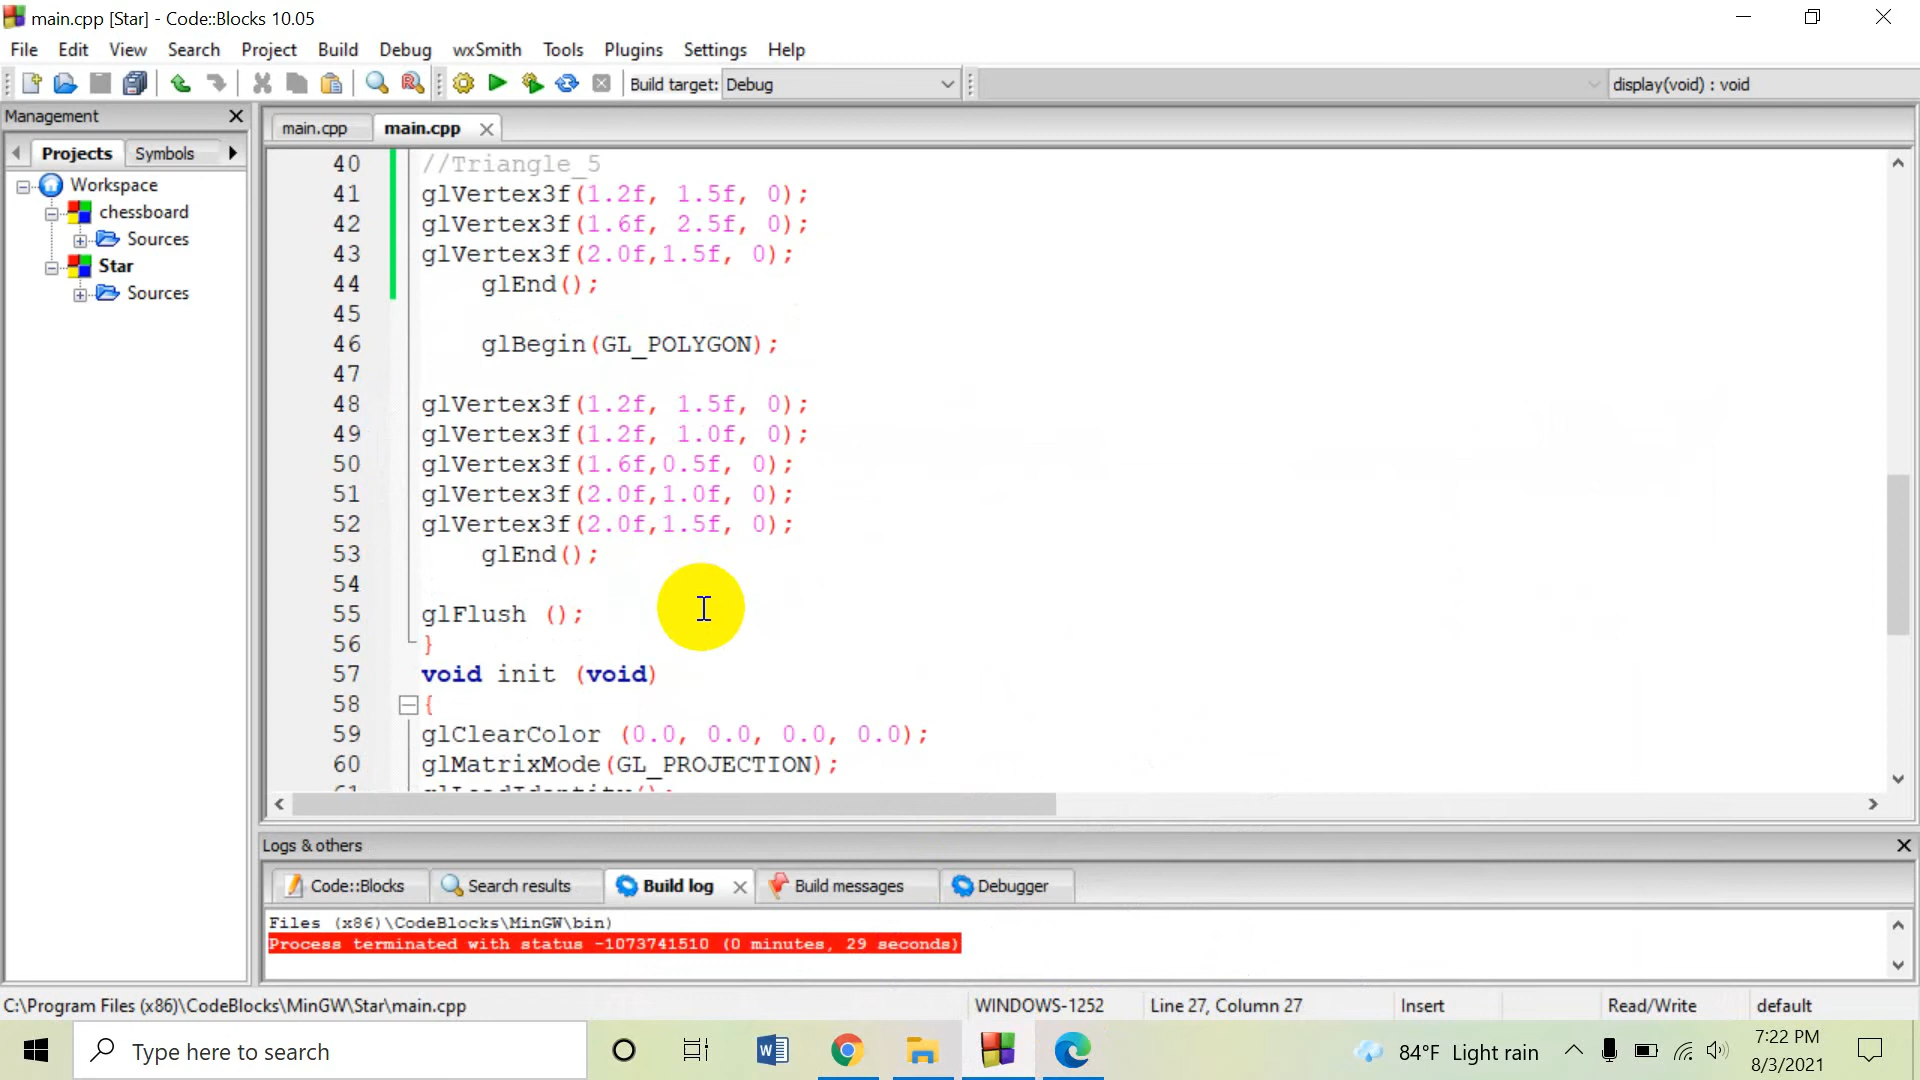 main.cpp [Star] - Code::Blocks 10.05
File Edit View Search Project Build Debug wxSmith Tools Plugins Settings Help
Build target: Debug display(void) : void
Management
main.cpp main.cpp
Projects Symbols
Workspace
chessboard
Sources
Star
Sources
40 //Triangle_5
41 glVertex3f(1.2f, 1.5f, 0);
42 glVertex3f(1.6f, 2.5f, 0);
43 glVertex3f(2.0f,1.5f, 0);
44 glEnd();
45
46 glBegin(GL_POLYGON);
47
48 glVertex3f(1.2f, 1.5f, 0);
49 glVertex3f(1.2f, 1.0f, 0);
50 glVertex3f(1.6f,0.5f, 0);
51 glVertex3f(2.0f,1.0f, 0);
52 glVertex3f(2.0f,1.5f, 0);
53 glEnd();
54
55 glFlush ();
56 }
57 void init (void)
58 {
59 glClearColor (0.0, 0.0, 0.0, 0.0);
60 glMatrixMode(GL_PROJECTION);
Logs & others
Code::Blocks Search results Build log Build messages Debugger
Files (x86)\CodeBlocks\MinGW\bin)
Process terminated with status -1073741510 (0 minutes, 29 seconds)
C:\Program Files (x86)\CodeBlocks\MinGW\Star\main.cpp WINDOWS-1252 Line 27, Column 27 Insert Read/Write default
Type here to search
84°F Light rain
7:22 PM
8/3/2021